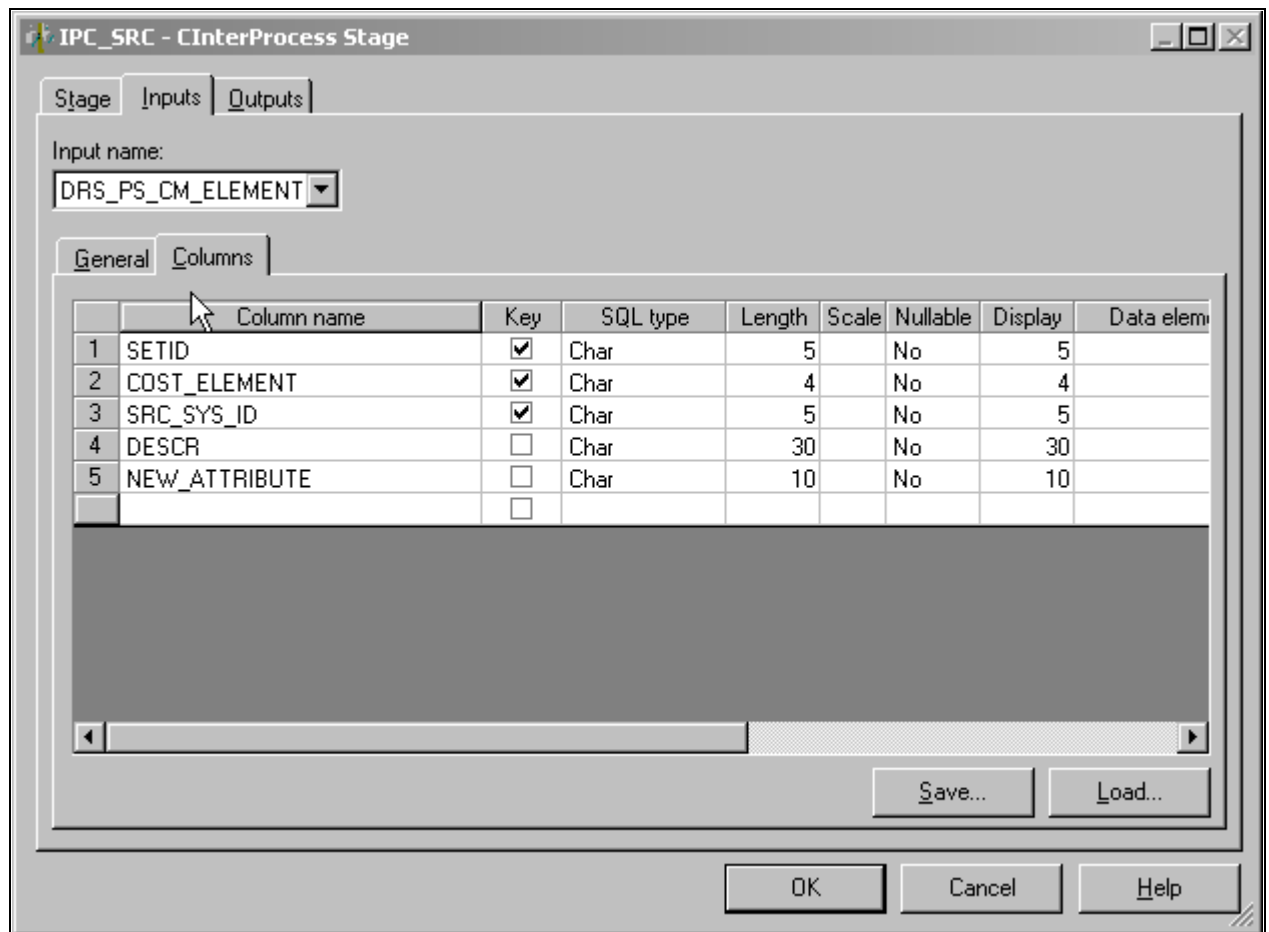 IPC_SRC - CInterProcess Stage
Stage Inputs Outputs
Input name:
DRS_PS_CM_ELEMENT
General Columns
Column name Key SQL type Length Scale Nullable Display Data elem
1 SETID Char 5 No 5
2 COST_ELEMENT Char 4 No 4
3 SRC_SYS_ID Char 5 No 5
4 DESCR Char 30 No 30
5 NEW_ATTRIBUTE Char 10 No 10
Save... Load...
OK Cancel Help